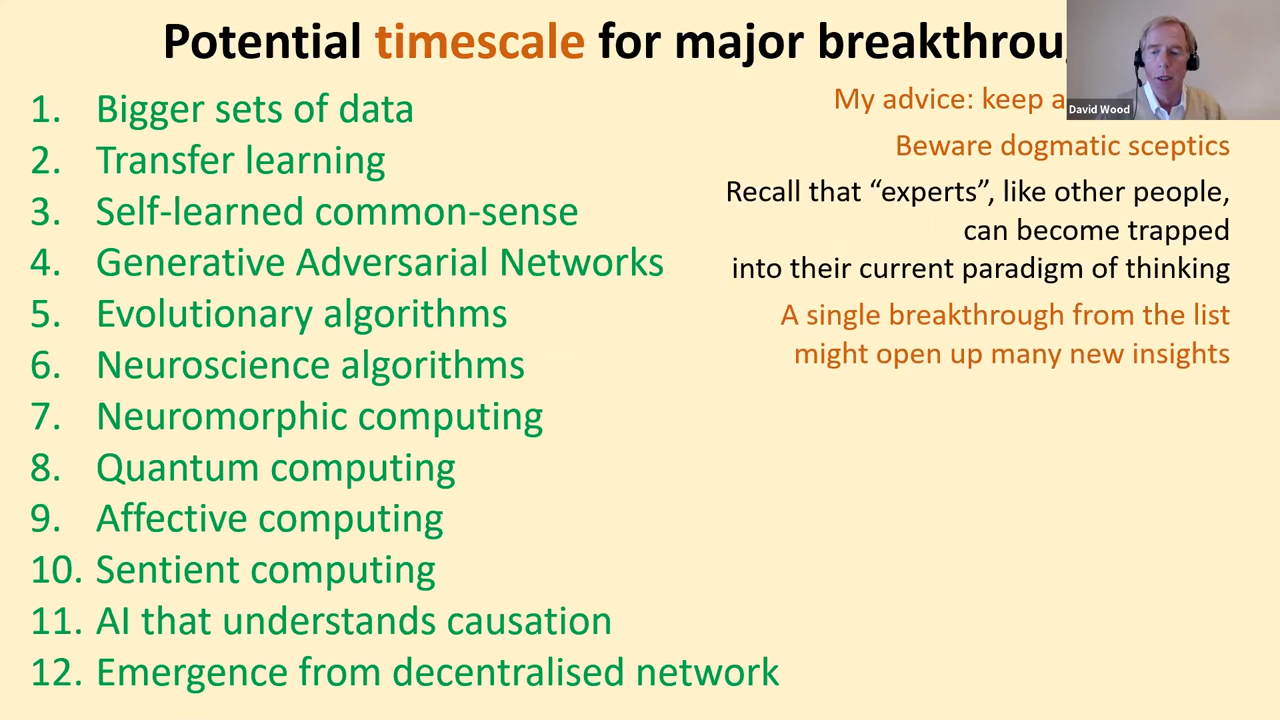 Potential timescale for major breakthrou
1. Bigger sets of data
2. Transfer learning
3. Self-learned common-sense
4. Generative Adversarial Networks
5. Evolutionary algorithms
6. Neuroscience algorithms
7. Neuromorphic computing
8. Quantum computing
9. Affective computing
10. Sentient computing
11. AI that understands causation
12. Emergence from decentralised network
My advice: keep a
Beware dogmatic sceptics
Recall that “experts”, like other people,
can become trapped
into their current paradigm of thinking
A single breakthrough from the list
might open up many new insights
David Wood